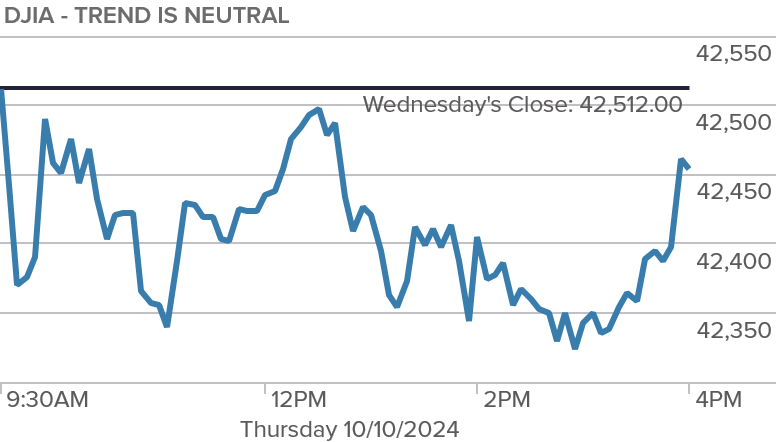 DJIA - TREND IS NEUTRAL
42,550
Wednesday's Close: 42,512.00
42,500
42,450
42,400
42,350
9:30AM 12PM 2PM 4PM
Thursday 10/10/2024